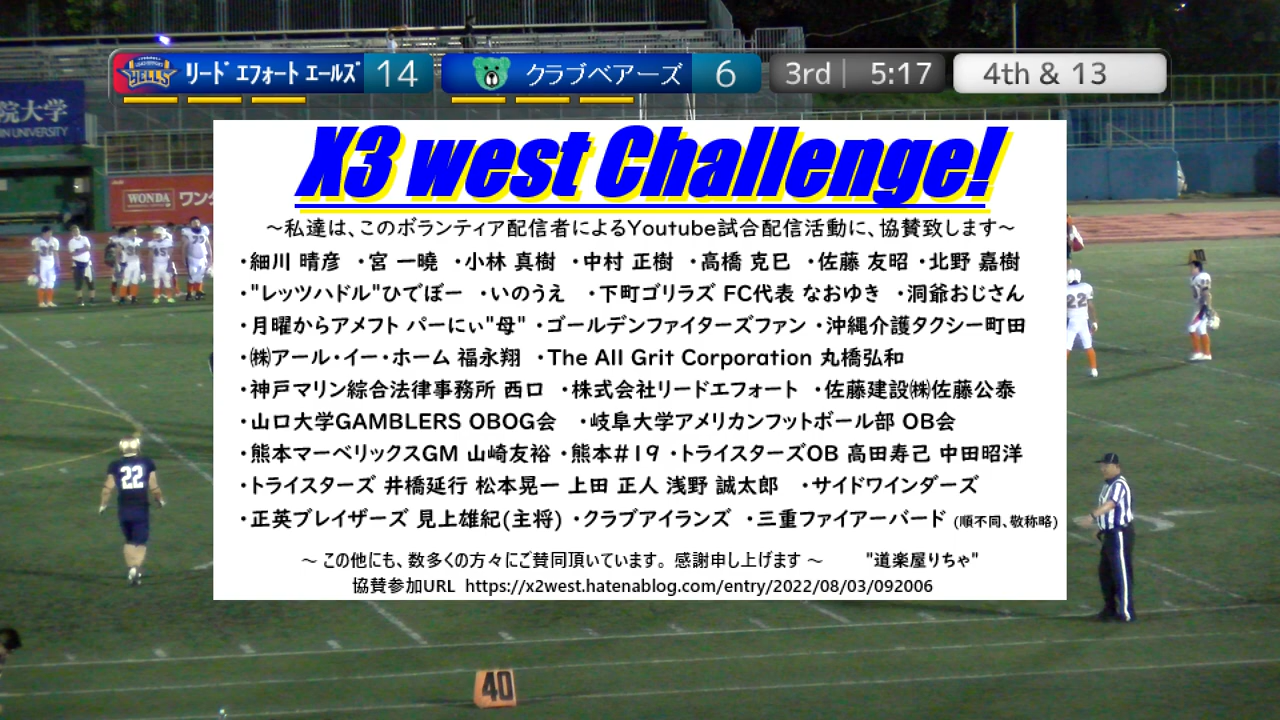 HELLS リード エフォート エールズ 14 クラブベアーズ 6 3rd 5:17 4th & 13
院大学
IN UNIVERSITY
X3 west Challenge!
WONDA ワン
～私達は、このボランティア配信者によるYoutube試合配信活動に、協賛致します～
・細川 晴彦 ・宮 一曉 ・小林 真樹 ・中村 正樹 ・高橋 克巳 ・佐藤 友昭 ・北野 嘉樹
・"レッツハドル"ひでぼー ・いのうえ ・下町ゴリラズ FC代表 なおゆき ・洞爺おじさん
・月曜からアメフト パーにぃ"母" ・ゴールデンファイターズファン ・沖縄介護タクシー町田
・㈱アール・イー・ホーム 福永翔 ・The All Grit Corporation 丸橋弘和
・神戸マリン綜合法律事務所 西口 ・株式会社リードエフォート ・佐藤建設㈱佐藤公泰
・山口大学GAMBLERS OBOG会 ・岐阜大学アメリカンフットボール部 OB会
・熊本マーベリックスGM 山崎友裕 ・熊本＃19 ・トライスターズOB 高田寿己 中田昭洋
・トライスターズ 井橋延行 松本晃一 上田 正人 浅野 誠太郎 ・サイドワインダーズ
・正英ブレイザーズ 見上雄紀(主将) ・クラブアイランズ ・三重ファイアーバード (順不同、敬称略)
～ この他にも、数多くの方々にご賛同頂いています。感謝申し上げます ～ "道楽屋りちゃ"
協賛参加URL https://x2west.hatenablog.com/entry/2022/08/03/092006
22
22
40